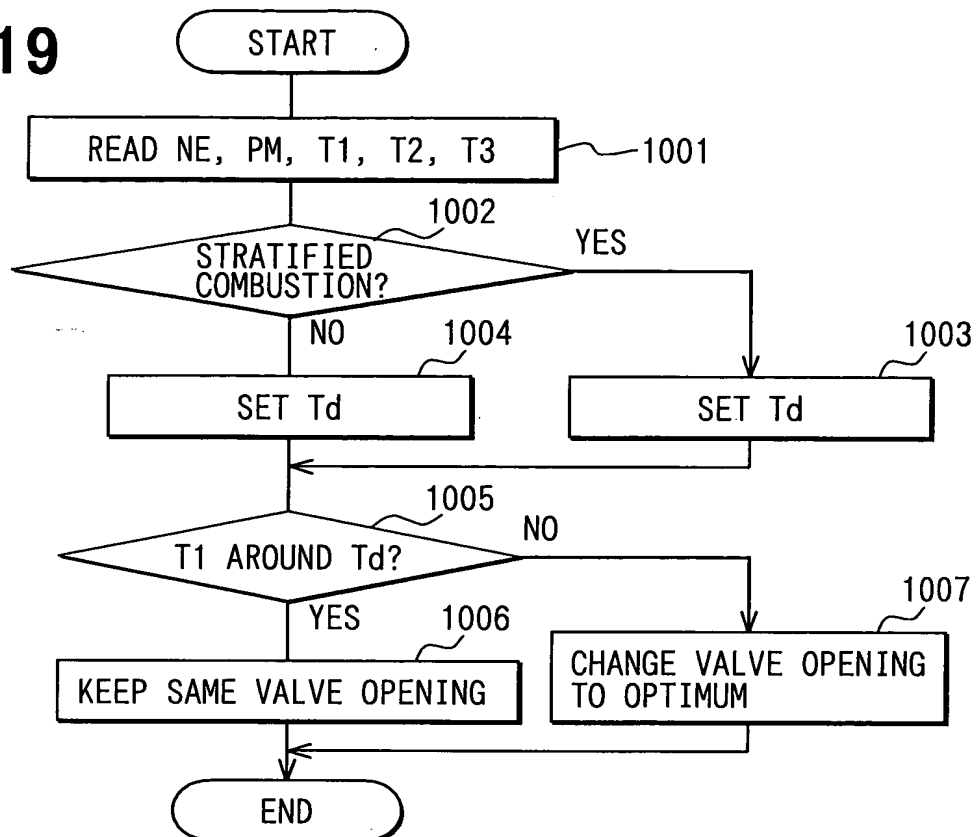 19
START
READ NE, PM, T1, T2, T3
1001
1002
STRATIFIED
COMBUSTION?
YES
NO
1004
1003
SET Td
SET Td
1005
T1 AROUND Td?
NO
YES
1006
1007
KEEP SAME VALVE OPENING
CHANGE VALVE OPENING
TO OPTIMUM
END